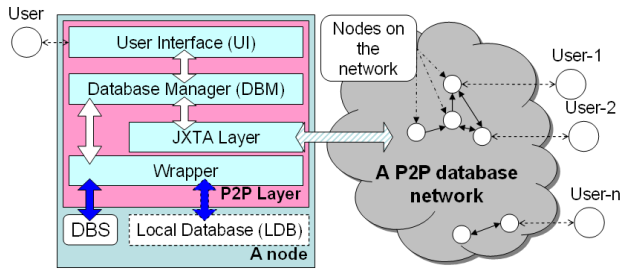 User
User Interface (UI)
Database Manager (DBM)
JXTA Layer
Wrapper
P2P Layer
DBS
Local Database (LDB)
A node
Nodes on
the
network
A P2P database
network
User-1
User-2
User-n